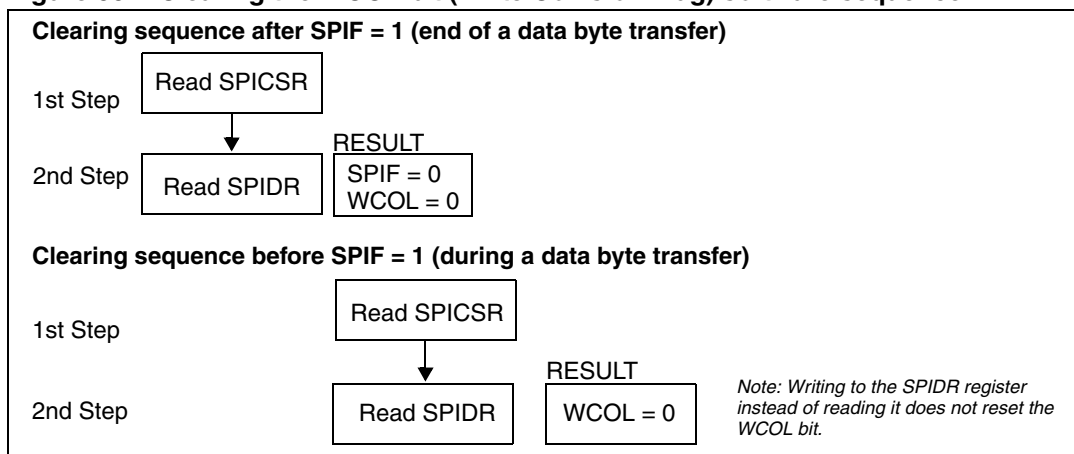 Clearing sequence after SPIF = 1 (end of a data byte transfer)
1st Step
Read SPICSR
RESULT
2nd Step
Read SPIDR
SPIF = 0
WCOL = 0
Clearing sequence before SPIF = 1 (during a data byte transfer)
1st Step
Read SPICSR
RESULT
2nd Step
Read SPIDR
WCOL = 0
Note: Writing to the SPIDR register
instead of reading it does not reset the
WCOL bit.